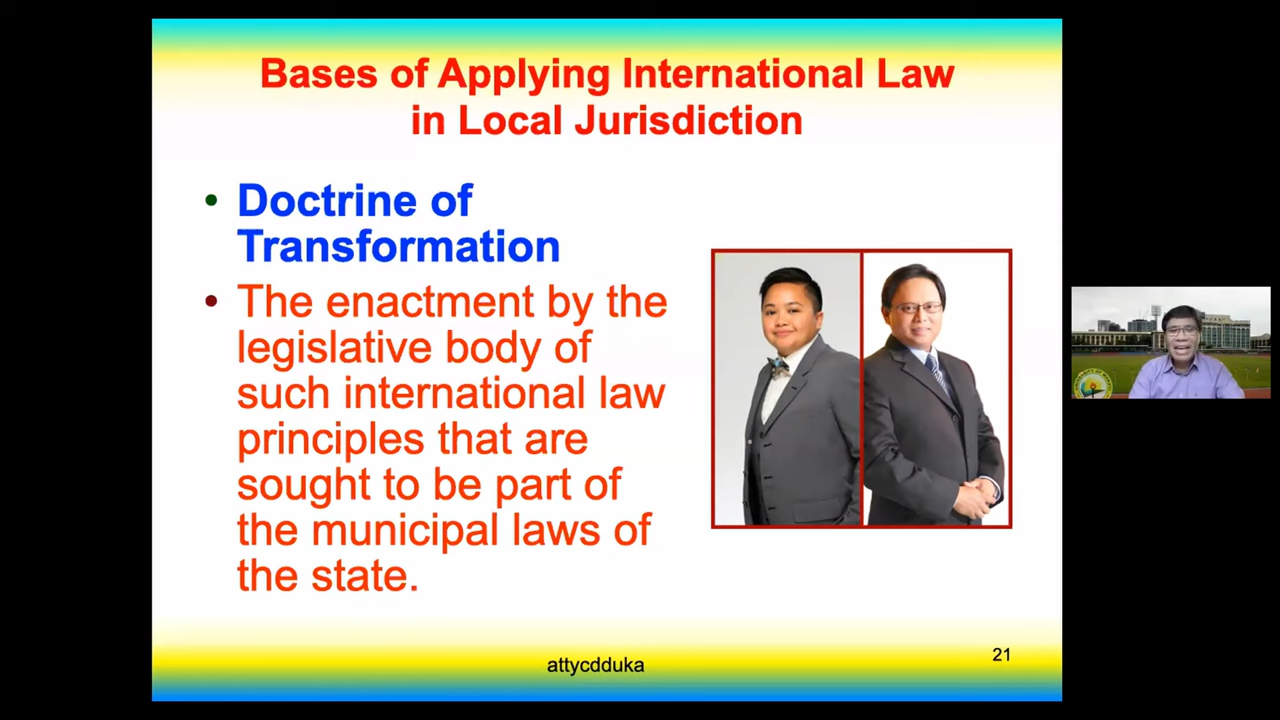 Bases of Applying International Law
in Local Jurisdiction
• Doctrine of
Transformation
• The enactment by the
legislative body of
such international law
principles that are
sought to be part of
the municipal laws of
the state.
attycdduka
21